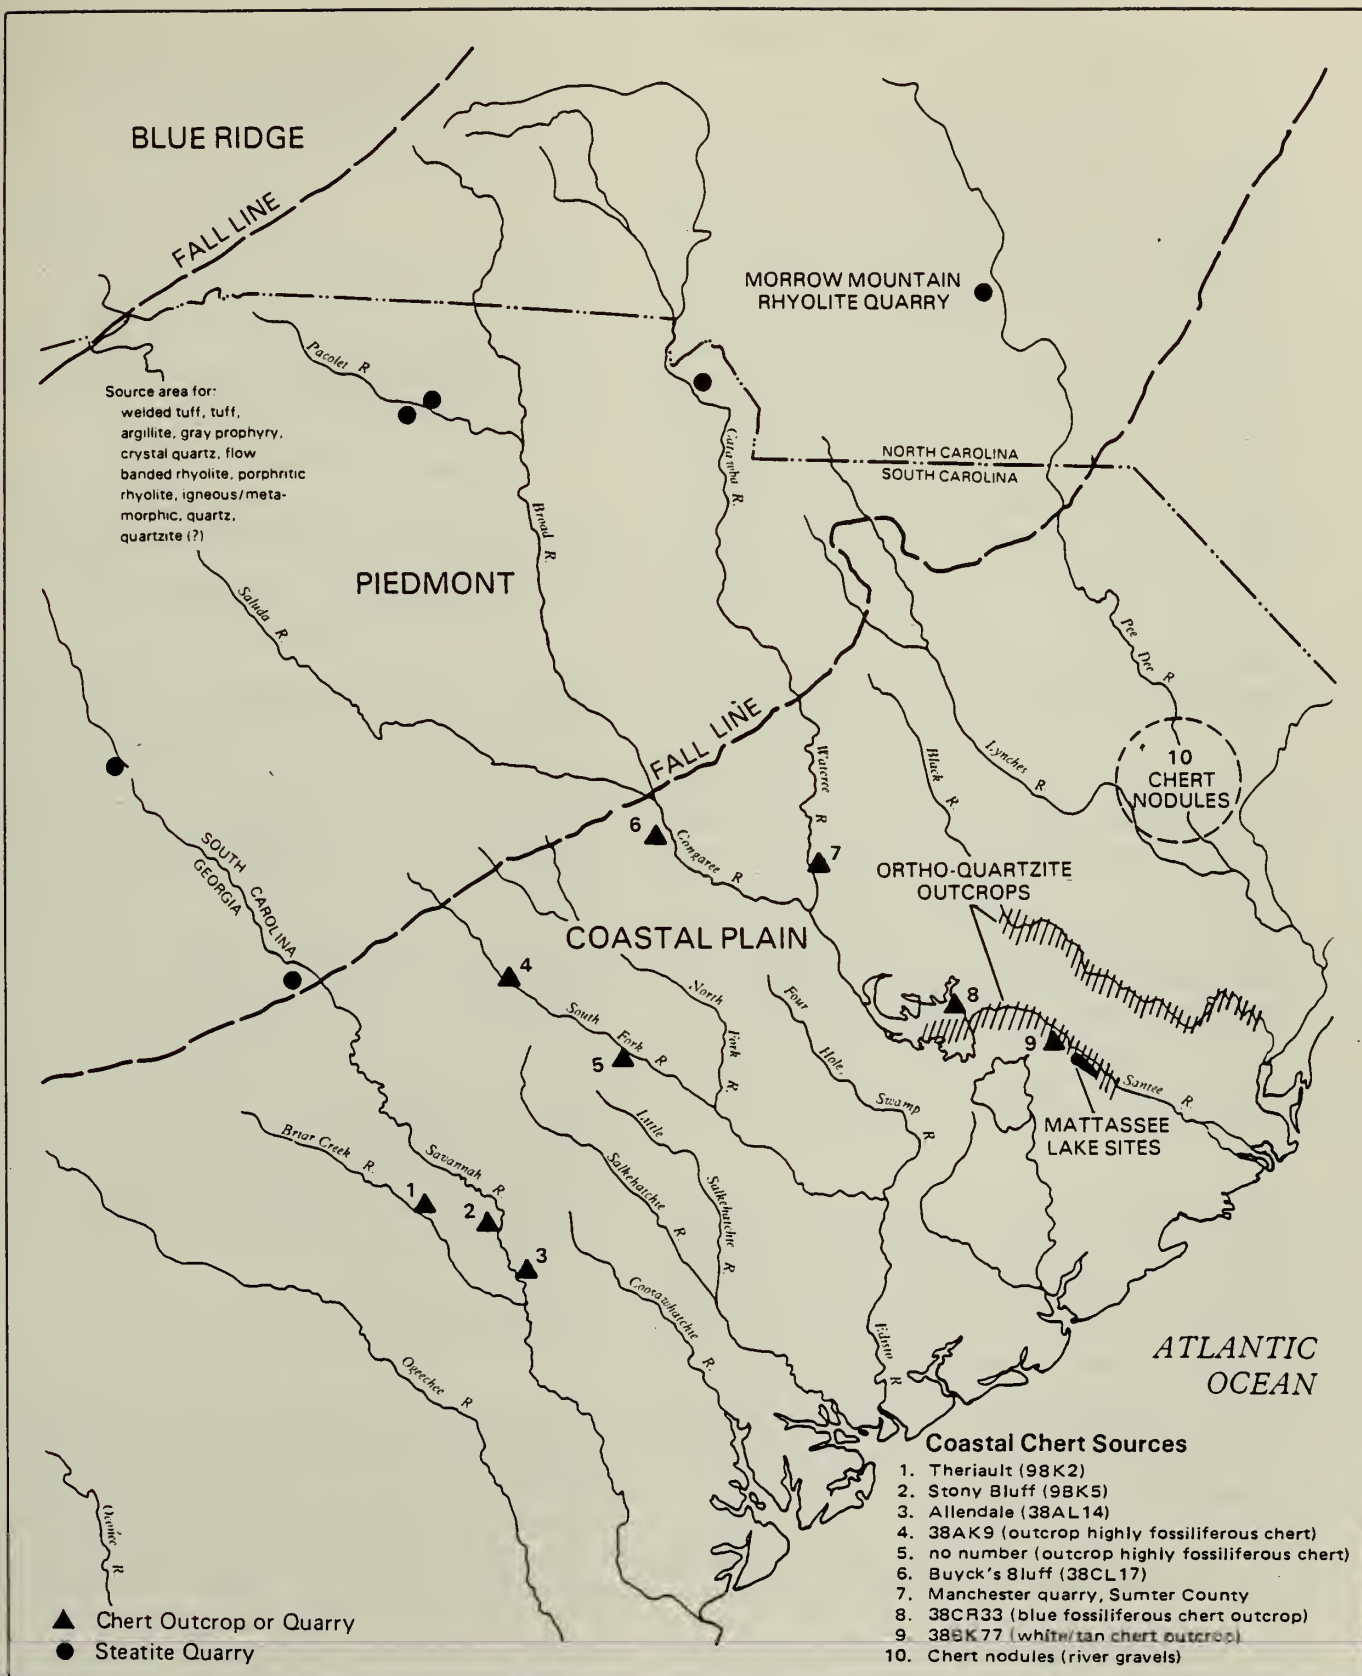 BLUE RIDGE
FALL LINE
MORROW MOUNTAIN
RHYOLITE QUARRY
Pacolet R
Source area for:
welded tuff, tuff,
argillite, gray prophyry,
crystal quartz, flow
banded rhyolite, porphritic
rhyolite, igneous/meta-
morphic, quartz,
quartzite (?)
Catawba R.
NORTH CAROLINA
SOUTH CAROLINA
Broad R.
PIEDMONT
Saluda R.
Pee Dee R
FALL LINE
Wateree R
Black R.
Lynches R
10
CHERT
NODULES
6
Congaree R
7
SOUTH CAROLINA
GEORGIA
ORTHO-QUARTZITE
OUTCROPS
COASTAL PLAIN
4
South Fork R
North Fork R.
Four Hole Swamp R
8
5
9
Santee R.
MATTASSEE
LAKE SITES
Briar Creek R.
Savannah R.
Little Salkehatchie R
Salkehatchie R.
1
2
3
Coosawhatchie R.
Edisto R
Ogeechee R
Oconee R
ATLANTIC
OCEAN
Coastal Chert Sources
1. Theriault (98K2)
2. Stony Bluff (9BK5)
3. Allendale (38AL14)
4. 38AK9 (outcrop highly fossiliferous chert)
5. no number (outcrop highly fossiliferous chert)
6. Buyck's 8luff (38CL17)
7. Manchester quarry, Sumter County
8. 38CR33 (blue fossiliferous chert outcrop)
9. 38BK77 (white/tan chert outcrop)
10. Chert nodules (river gravels)
Chert Outcrop or Quarry
Steatite Quarry